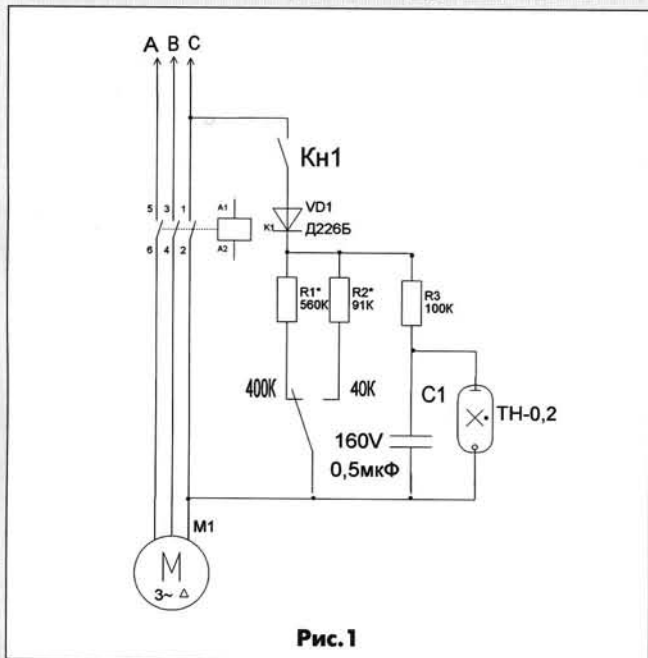 A B C
Кн1
5 3 1
A1
K1
A2
6 4 2
VD1
Д226Б
R1*
560K
R2*
91K
R3
100K
400K
40K
C1
ТН-0,2
160V
0,5мкФ
M1
M
3~ Δ
Рис.1